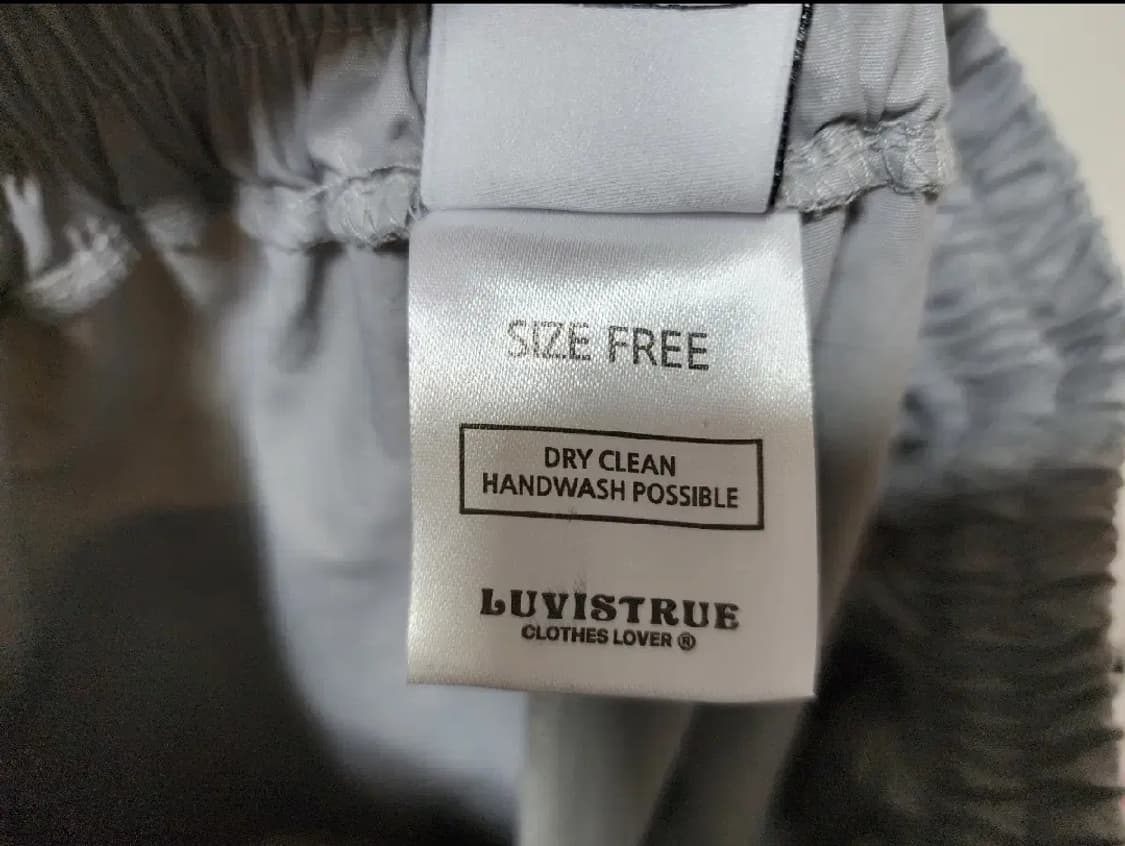 SIZE FREE
DRY CLEAN
HANDWASH POSSIBLE
LUVISTRUE
CLOTHES LOVER ®